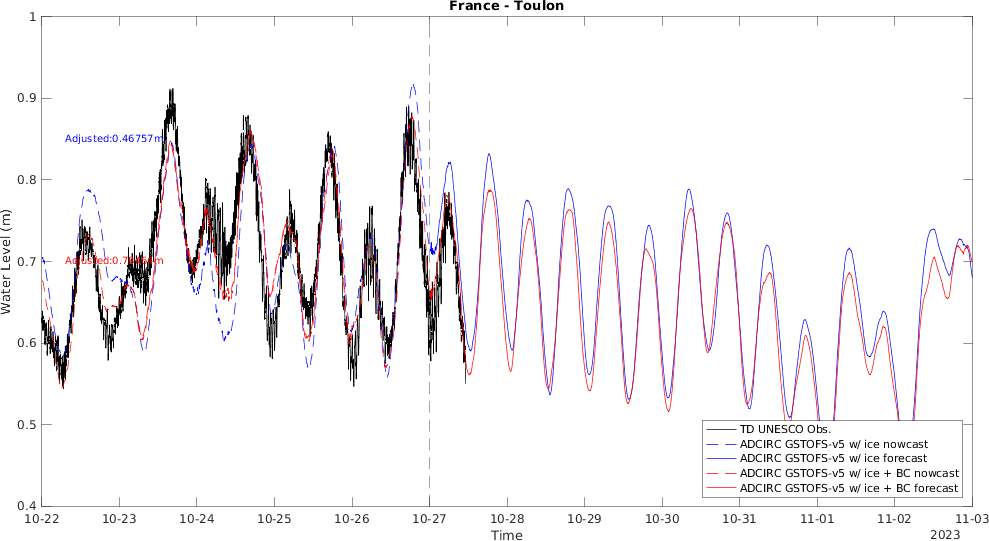 France - Toulon
Water Level (m)
1
0.9
0.8
0.7
0.6
0.5
0.4
Adjusted:0.46757m
10-22
10-23
10-24
10-25
10-26
10-27
10-28
10-29
10-30
10-31
11-01
11-02
11-03
Time
2023
TD UNESCO Obs.
ADCIRC GSTOFS-v5 w/ ice nowcast
ADCIRC GSTOFS-v5 w/ ice forecast
ADCIRC GSTOFS-v5 w/ ice + BC nowcast
ADCIRC GSTOFS-v5 w/ ice + BC forecast